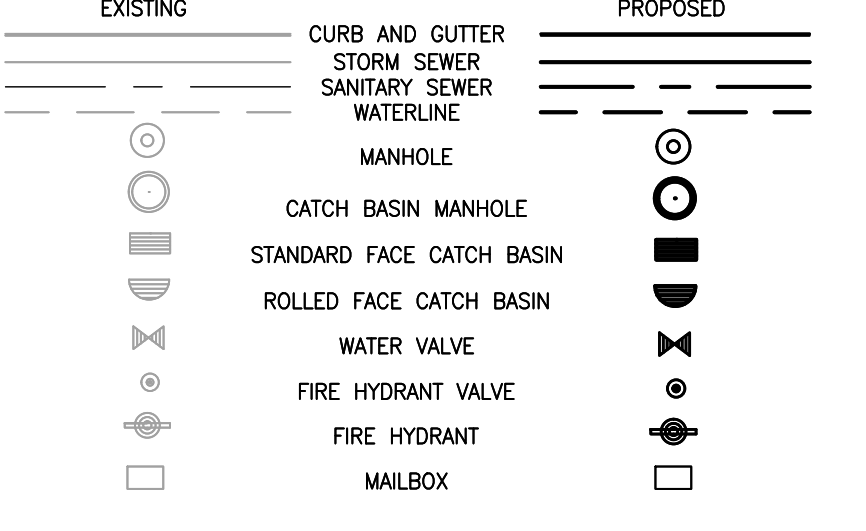 EXISTING PROPOSED
CURB AND GUTTER
STORM SEWER
SANITARY SEWER
WATERLINE
MANHOLE
CATCH BASIN MANHOLE
STANDARD FACE CATCH BASIN
ROLLED FACE CATCH BASIN
WATER VALVE
FIRE HYDRANT VALVE
FIRE HYDRANT
MAILBOX